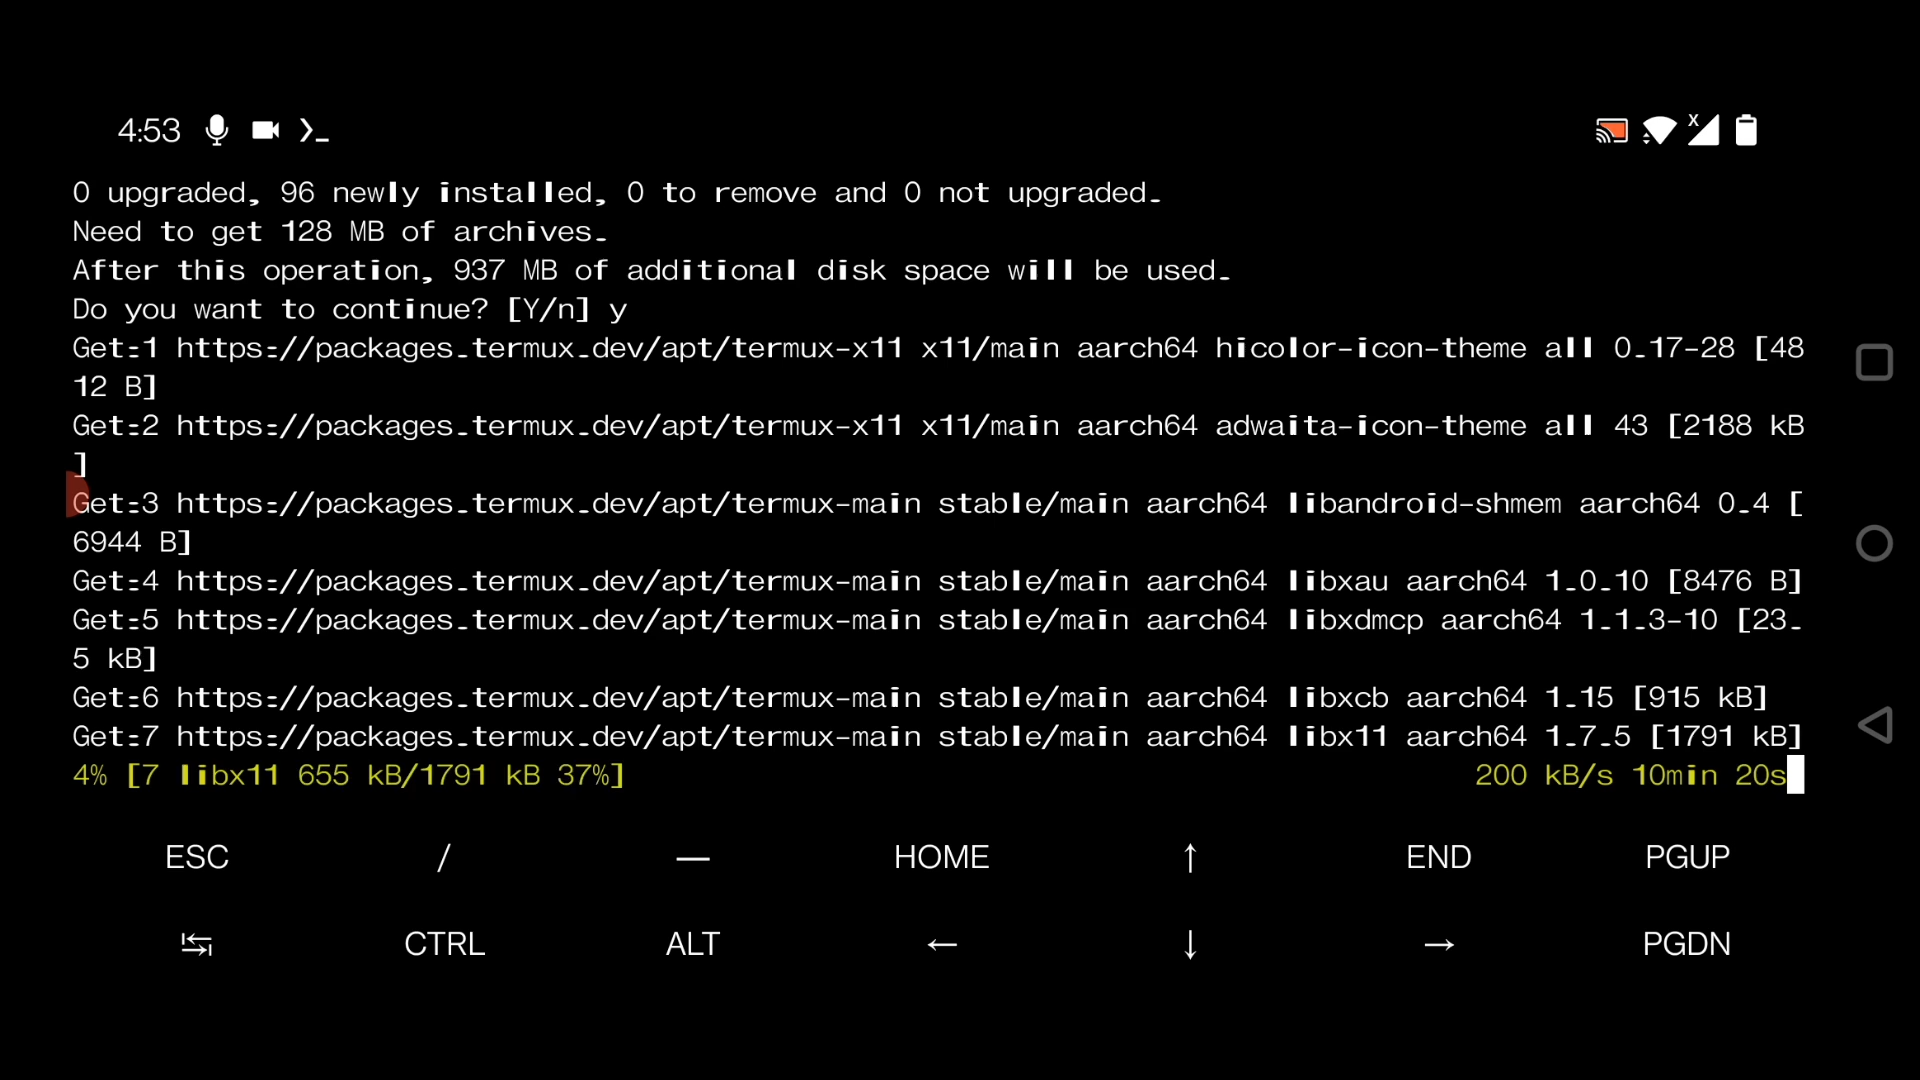 4:53
0 upgraded, 96 newly installed, 0 to remove and 0 not upgraded.
Need to get 128 MB of archives.
After this operation, 937 MB of additional disk space will be used.
Do you want to continue? [Y/n] y
Get:1 https://packages.termux.dev/apt/termux-x11 x11/main aarch64 hicolor-icon-theme all 0.17-28 [48
12 B]
Get:2 https://packages.termux.dev/apt/termux-x11 x11/main aarch64 adwaita-icon-theme all 43 [2188 kB
]
Get:3 https://packages.termux.dev/apt/termux-main stable/main aarch64 libandroid-shmem aarch64 0.4 [
6944 B]
Get:4 https://packages.termux.dev/apt/termux-main stable/main aarch64 libxau aarch64 1.0.10 [8476 B]
Get:5 https://packages.termux.dev/apt/termux-main stable/main aarch64 libxdmcp aarch64 1.1.3-10 [23.
5 kB]
Get:6 https://packages.termux.dev/apt/termux-main stable/main aarch64 libxcb aarch64 1.15 [915 kB]
Get:7 https://packages.termux.dev/apt/termux-main stable/main aarch64 libx11 aarch64 1.7.5 [1791 kB]
4% [7 libx11 655 kB/1791 kB 37%] 200 kB/s 10min 20s
ESC / — HOME ↑ END PGUP
↹ CTRL ALT ← ↓ → PGDN